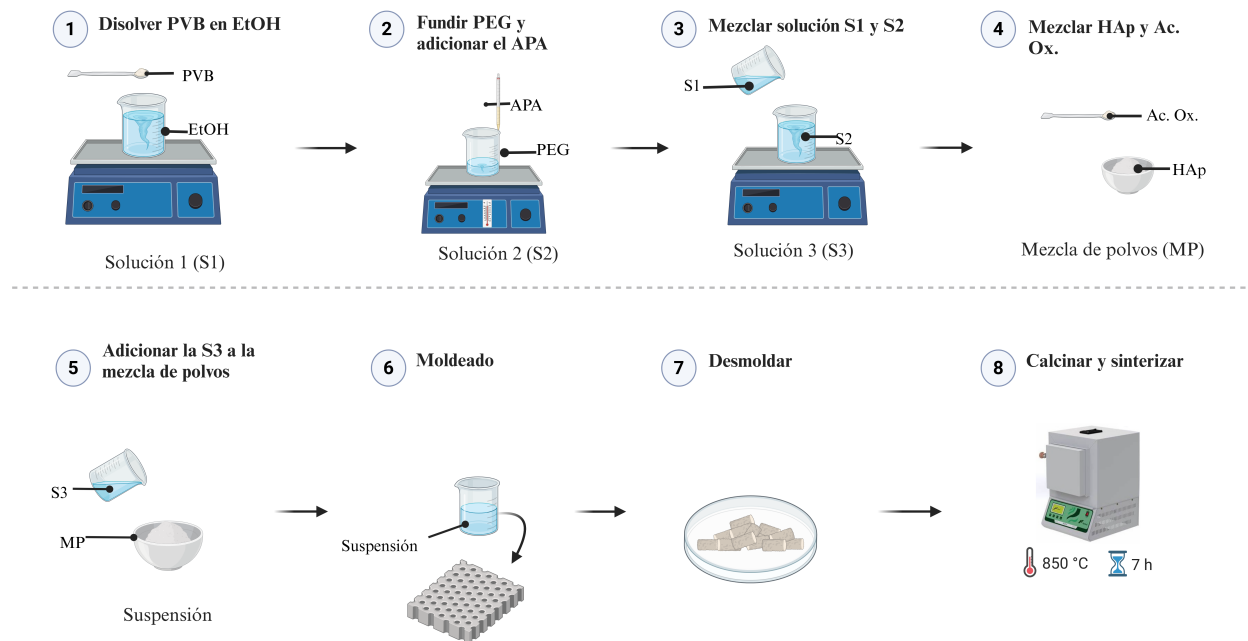 1
Disolver PVB en EtOH
PVB
EtOH
Solución 1 (S1)
2
Fundir PEG y
adicionar el APA
APA
PEG
Solución 2 (S2)
3
Mezclar solución S1 y S2
S1
S2
Solución 3 (S3)
4
Mezclar HAp y Ac.
Ox.
Ac. Ox.
HAp
Mezcla de polvos (MP)
5
Adicionar la S3 a la
mezcla de polvos
S3
MP
Suspensión
6
Moldeado
Suspensión
7
Desmoldar
8
Calcinar y sinterizar
850 °C
7 h